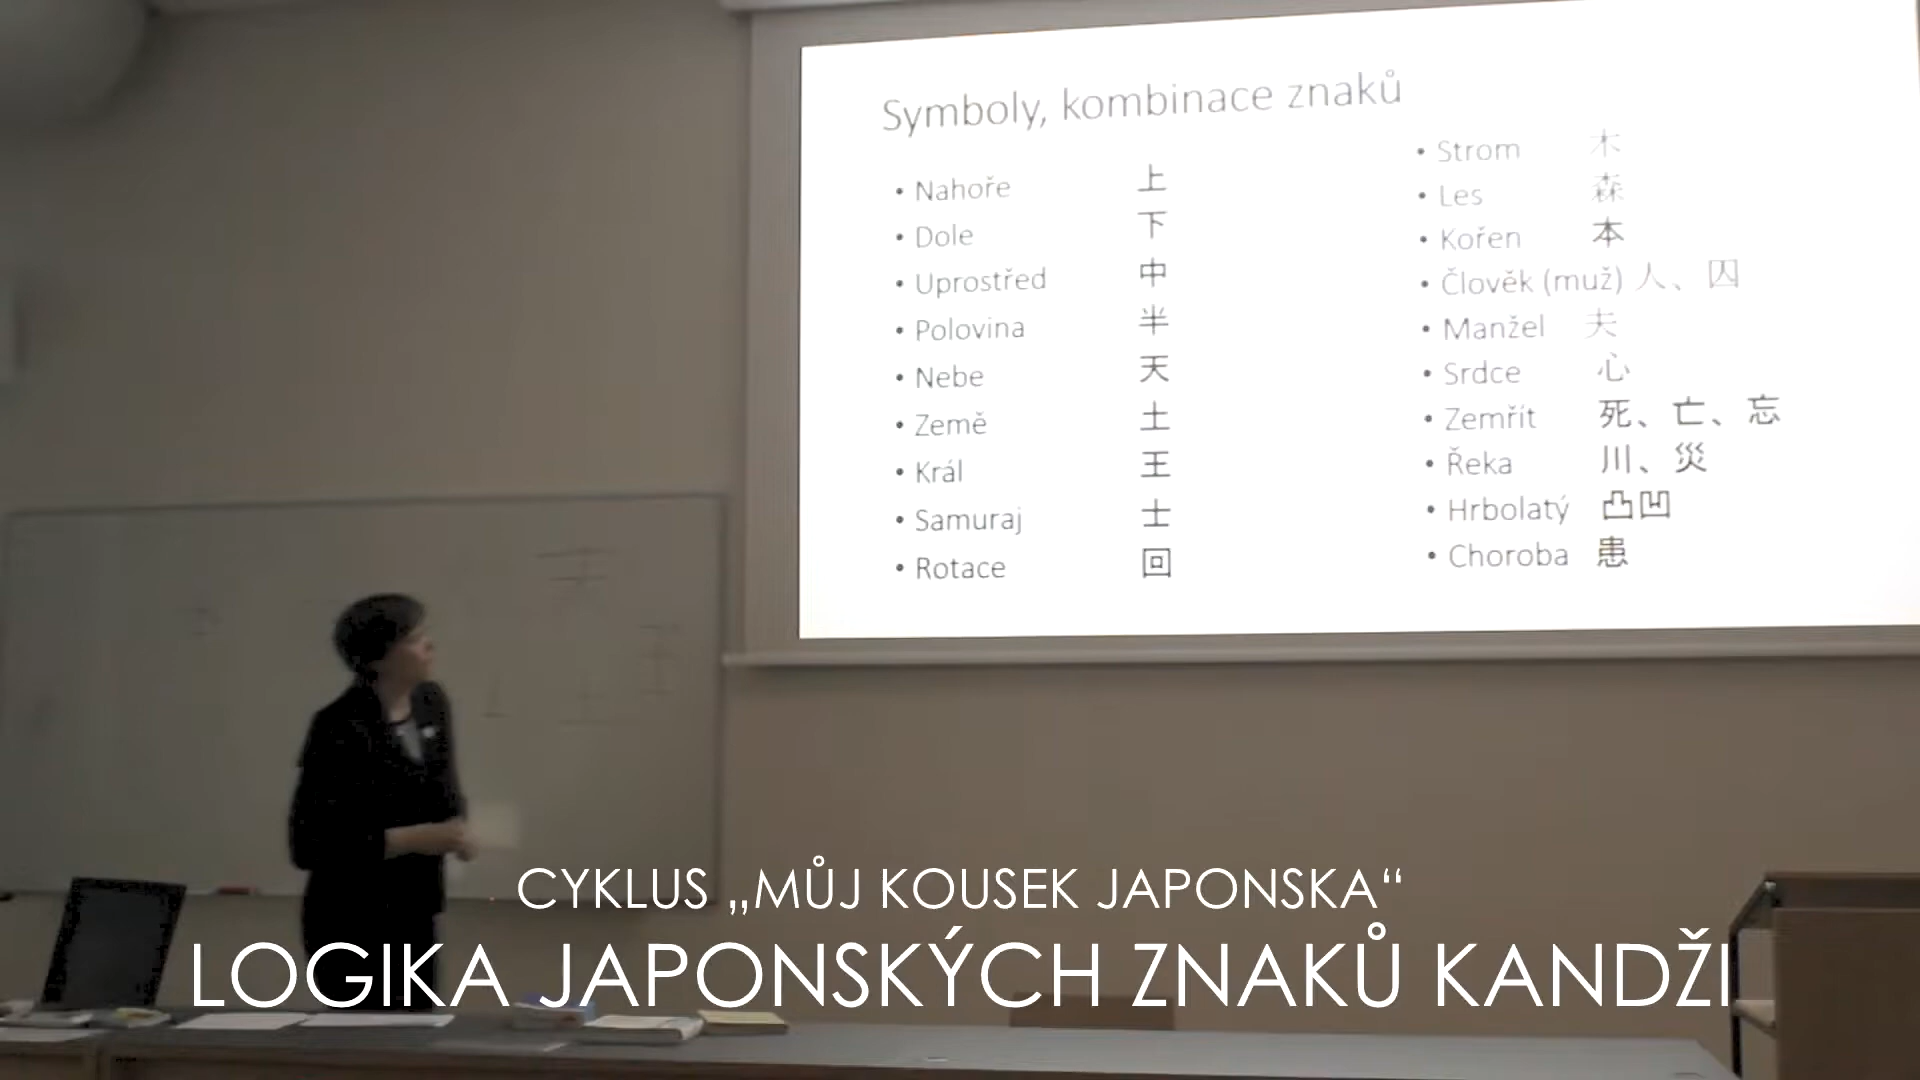 Symboly, kombinace znaků
• Nahoře 上
• Dole 下
• Uprostřed 中
• Polovina 半
• Nebe 天
• Země 土
• Král 王
• Samuraj 士
• Rotace 回
• Strom 木
• Les 森
• Kořen 本
• Člověk (muž) 人、囚
• Manžel 夫
• Srdce 心
• Zemřít 死、亡、忘
• Řeka 川、災
• Hrbolatý 凸凹
• Choroba 患
CYKLUS „MŮJ KOUSEK JAPONSKA“
LOGIKA JAPONSKÝCH ZNAKŮ KANDŽI